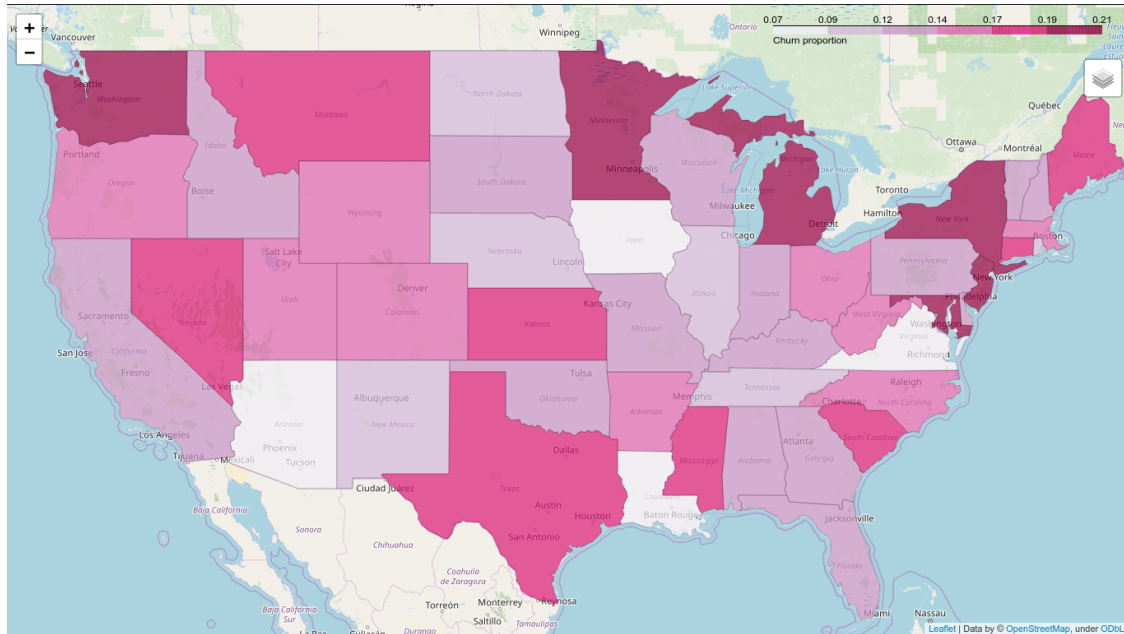 +
−
0.07 0.09 0.12 0.14 0.17 0.19 0.21
Churn proportion
Vancouver
Winnipeg
Ontario
Seattle
Washington
Montana
North Dakota
Minnesota
Lake Superior
Québec
Ottawa
Montréal
Maine
Portland
Oregon
Idaho
Boise
Wyoming
South Dakota
Minneapolis
Wisconsin
Michigan
Lake Huron
Lake Michigan
Milwaukee
Toronto
Hamilton
Detroit
New York
Boston
Salt Lake
City
Nebraska
Lincoln
Iowa
Chicago
Ohio
Pennsylvania
New York
Philadelphia
Sacramento
Nevada
Utah
Denver
Colorado
Kansas
Kansas City
Missouri
Illinois
Indiana
West Virginia
Washington
Virginia
Richmond
San Jose
California
Fresno
Las Vegas
Kentucky
Tulsa
Oklahoma
Albuquerque
New Mexico
Arkansas
Memphis
Tennessee
Raleigh
Charlotte
North Carolina
South Carolina
Los Angeles
Arizona
Phoenix
Tucson
Tijuana
Mexicali
Dallas
Mississippi
Alabama
Atlanta
Georgia
Ciudad Juárez
Texas
Austin
Houston
San Antonio
Louisiana
Baton Rouge
Jacksonville
Florida
Baja California
Sonora
Chihuahua
Coahuila
de Zaragoza
Baja California
Sur
Torreón
Monterrey
Saltillo
Reynosa
Tamaulipas
Miami
Nassau
Durango
Culiacán
La Paz
Leaflet | Data by © OpenStreetMap, under ODbL